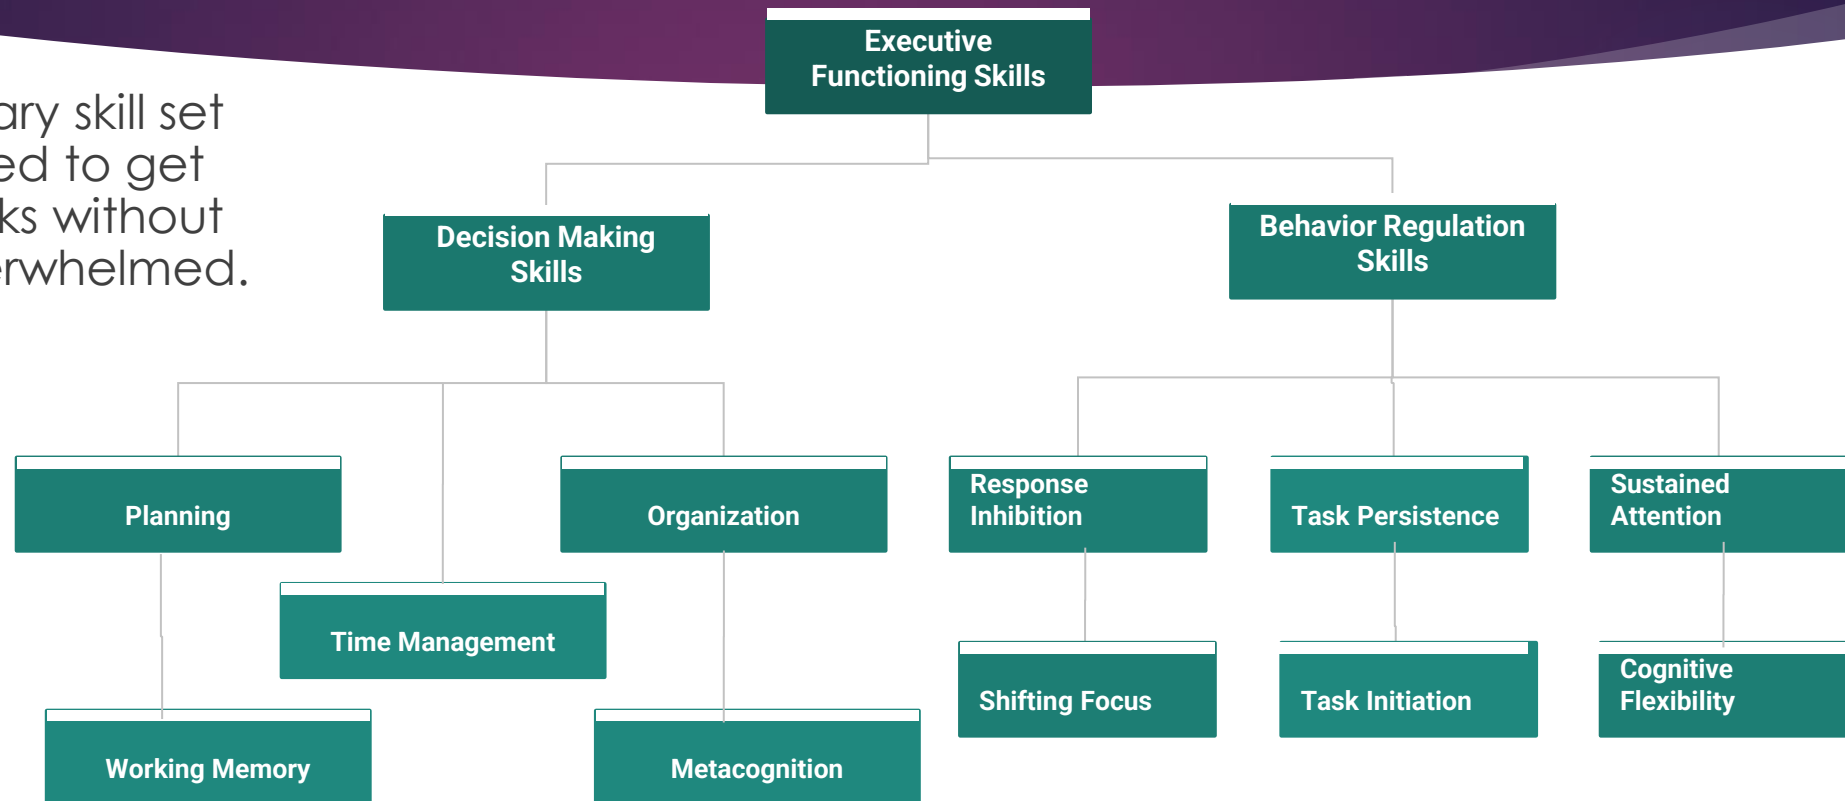 Executive
Functioning Skills
ary skill set
ed to get
ks without
erwhelmed.
Decision Making
Skills
Behavior Regulation
Skills
Planning
Organization
Response
Inhibition
Task Persistence
Sustained
Attention
Time Management
Shifting Focus
Task Initiation
Cognitive
Flexibility
Working Memory
Metacognition